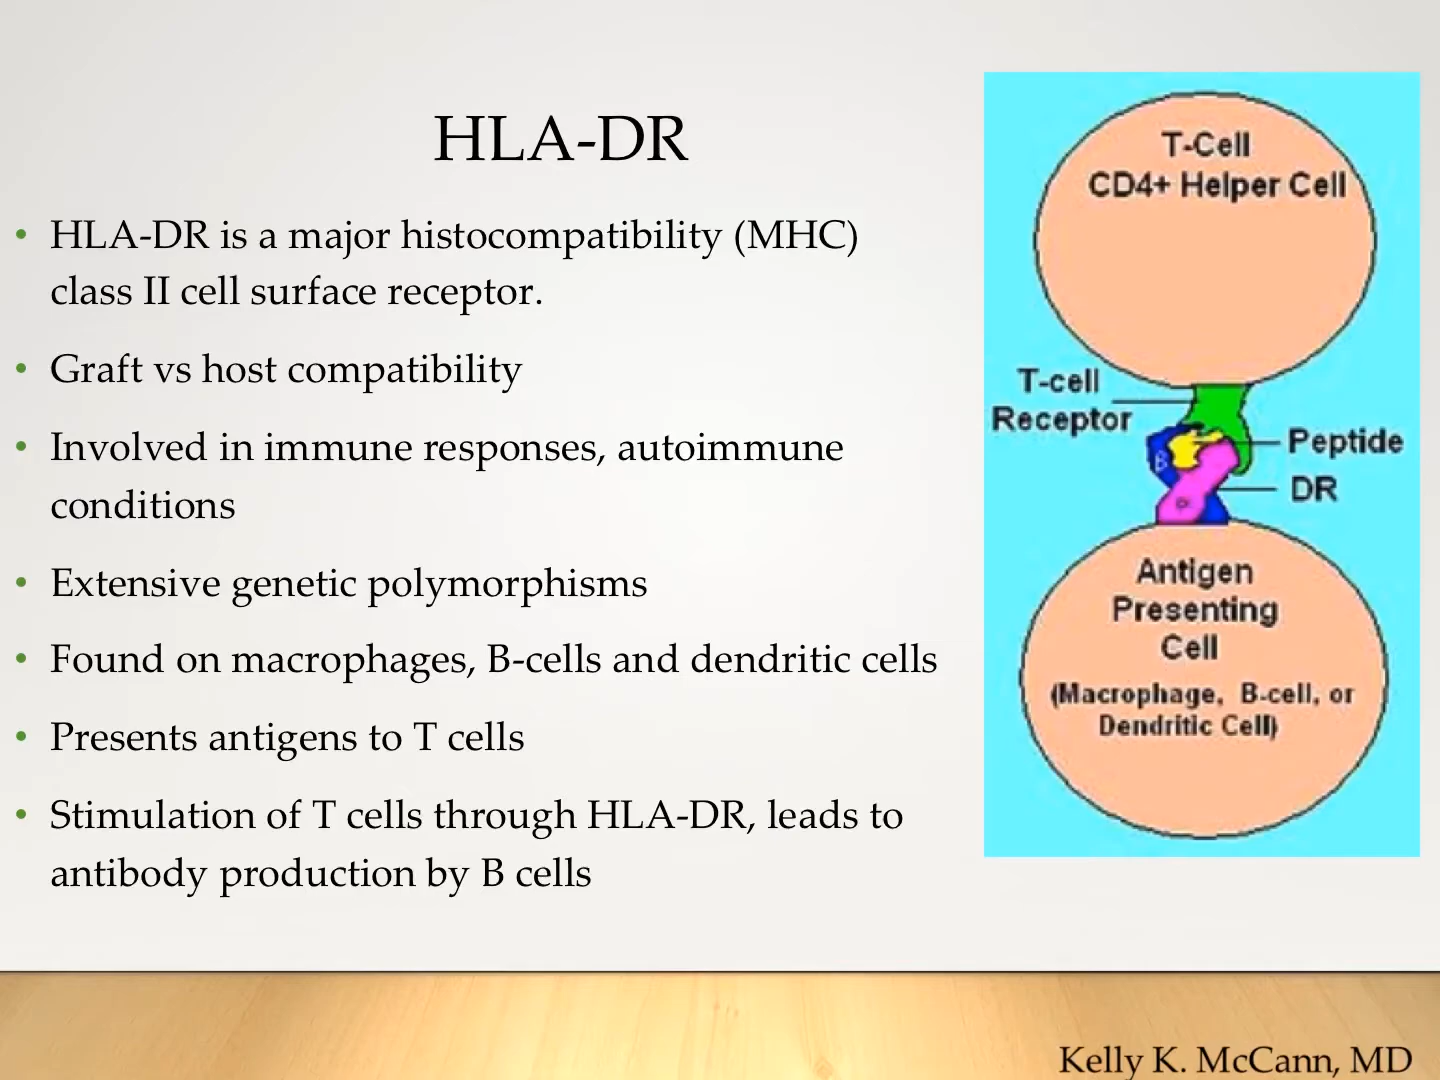 HLA-DR
• HLA-DR is a major histocompatibility (MHC)
class II cell surface receptor.
• Graft vs host compatibility
• Involved in immune responses, autoimmune
conditions
• Extensive genetic polymorphisms
• Found on macrophages, B-cells and dendritic cells
• Presents antigens to T cells
• Stimulation of T cells through HLA-DR, leads to
antibody production by B cells
T-Cell
CD4+ Helper Cell
T-cell
Receptor
Peptide
B
DR
Antigen
Presenting
Cell
(Macrophage, B-cell, or
Dendritic Cell)
Kelly K. McCann, MD